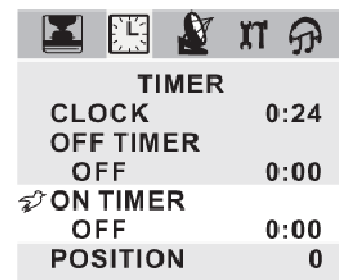 TIMER
CLOCK 0:24
OFF TIMER
OFF 0:00
ON TIMER
OFF 0:00
POSITION 0